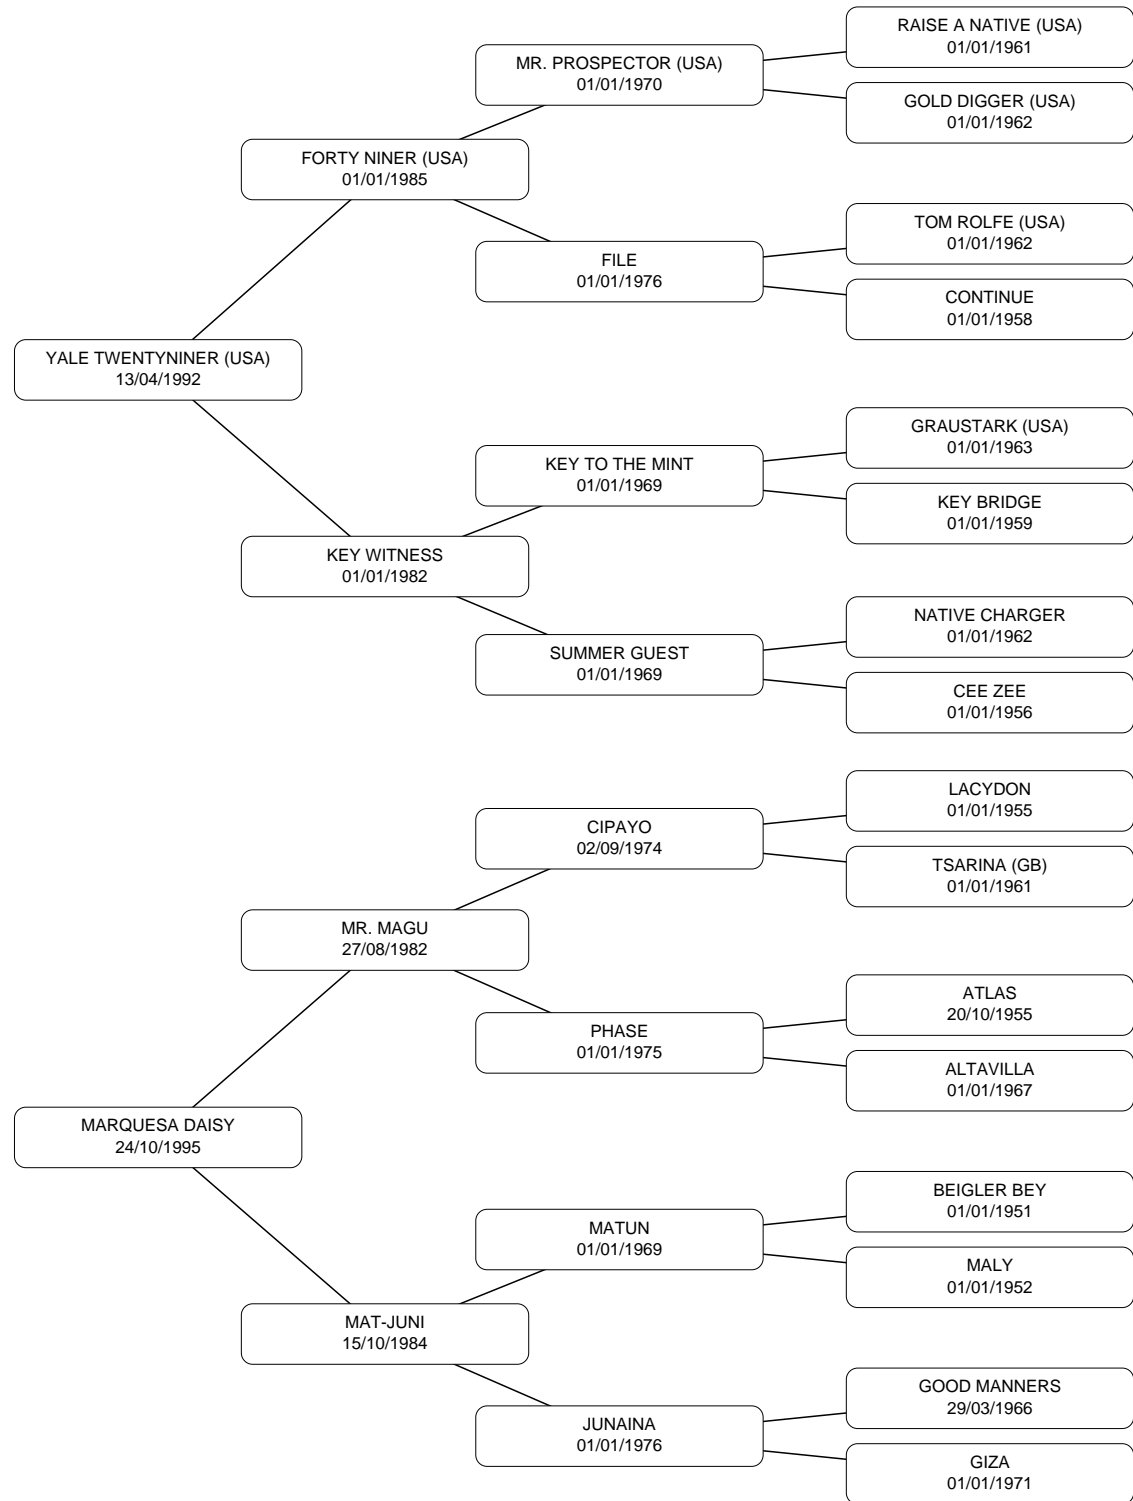 RAISE A NATIVE (USA)
01/01/1961
MR. PROSPECTOR (USA)
01/01/1970
GOLD DIGGER (USA)
01/01/1962
FORTY NINER (USA)
01/01/1985
TOM ROLFE (USA)
01/01/1962
FILE
01/01/1976
CONTINUE
01/01/1958
YALE TWENTYNINER (USA)
13/04/1992
GRAUSTARK (USA)
01/01/1963
KEY TO THE MINT
01/01/1969
KEY BRIDGE
01/01/1959
KEY WITNESS
01/01/1982
NATIVE CHARGER
01/01/1962
SUMMER GUEST
01/01/1969
CEE ZEE
01/01/1956
LACYDON
01/01/1955
CIPAYO
02/09/1974
TSARINA (GB)
01/01/1961
MR. MAGU
27/08/1982
ATLAS
20/10/1955
PHASE
01/01/1975
ALTAVILLA
01/01/1967
MARQUESA DAISY
24/10/1995
BEIGLER BEY
01/01/1951
MATUN
01/01/1969
MALY
01/01/1952
MAT-JUNI
15/10/1984
GOOD MANNERS
29/03/1966
JUNAINA
01/01/1976
GIZA
01/01/1971